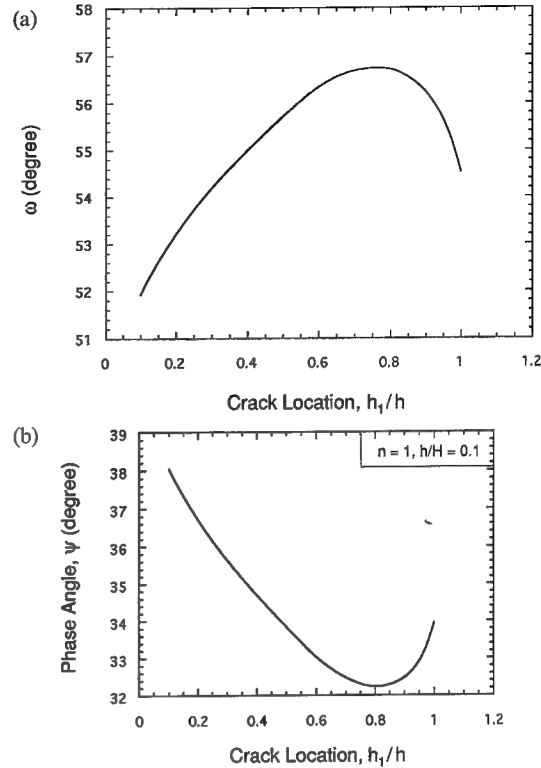 (a)
58
57
56
55
54
53
52
51
ω (degree)
0 0.2 0.4 0.6 0.8 1 1.2
Crack Location, h₁/h
(b)
39
38
37
36
35
34
33
32
Phase Angle, ψ (degree)
n = 1, h/H = 0.1
0 0.2 0.4 0.6 0.8 1 1.2
Crack Location, h₁/h